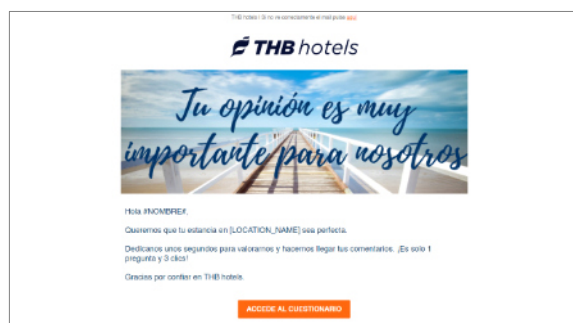 THB hotels | Si no ve correctamente el mail pulse aquí
THB hotels
Tu opinión es muy
importante para nosotros
Hola #NOMBRE#.
Queremos que tu estancia en [LOCATION_NAME] sea perfecta.
Dedícanos unos segundos para valorarnos y hacernos llegar tus comentarios. ¡Es solo 1
pregunta y 3 clics!
Gracias por confiar en THB hotels.
ACCEDE AL CUESTIONARIO